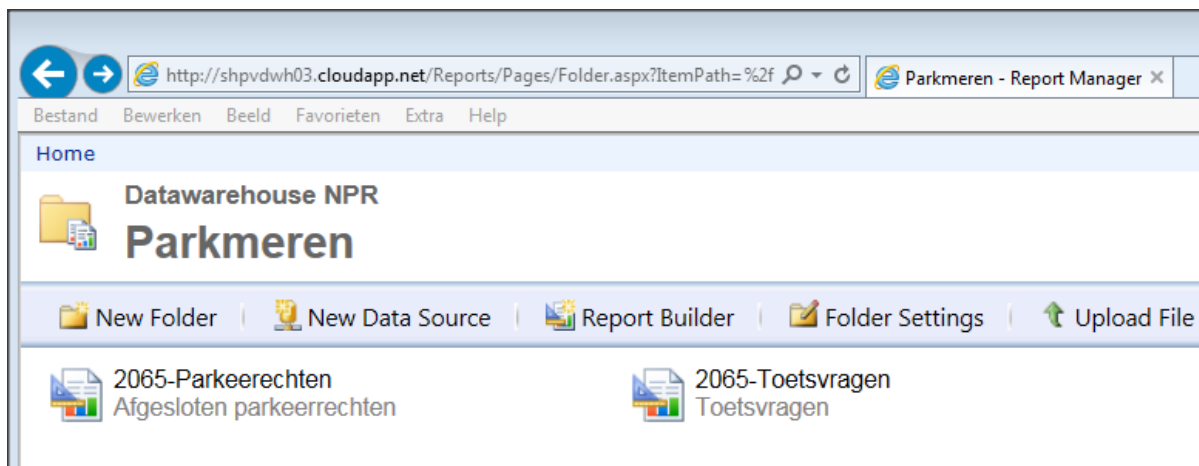 http://shpvdwh03.cloudapp.net/Reports/Pages/Folder.aspx?ItemPath=%2f Parkmeren - Report Manager
Bestand Bewerken Beeld Favorieten Extra Help
Home
Datawarehouse NPR
Parkmeren
New Folder New Data Source Report Builder Folder Settings Upload File
2065-Parkeerechten 2065-Toetsvragen
Afgesloten parkeerrechten Toetsvragen